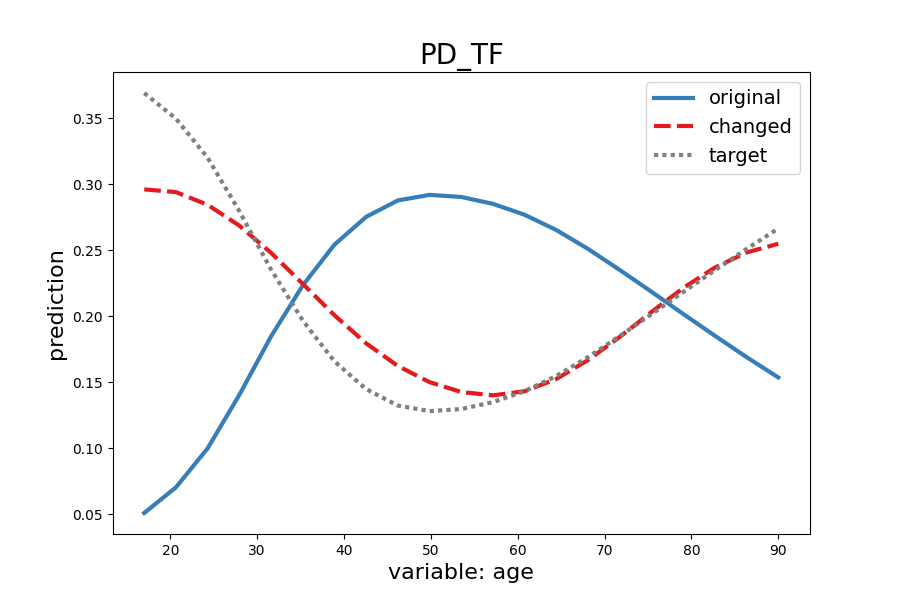 PD_TF
original
changed
target
prediction
0.35
0.30
0.25
0.20
0.15
0.10
0.05
20 30 40 50 60 70 80 90
variable: age